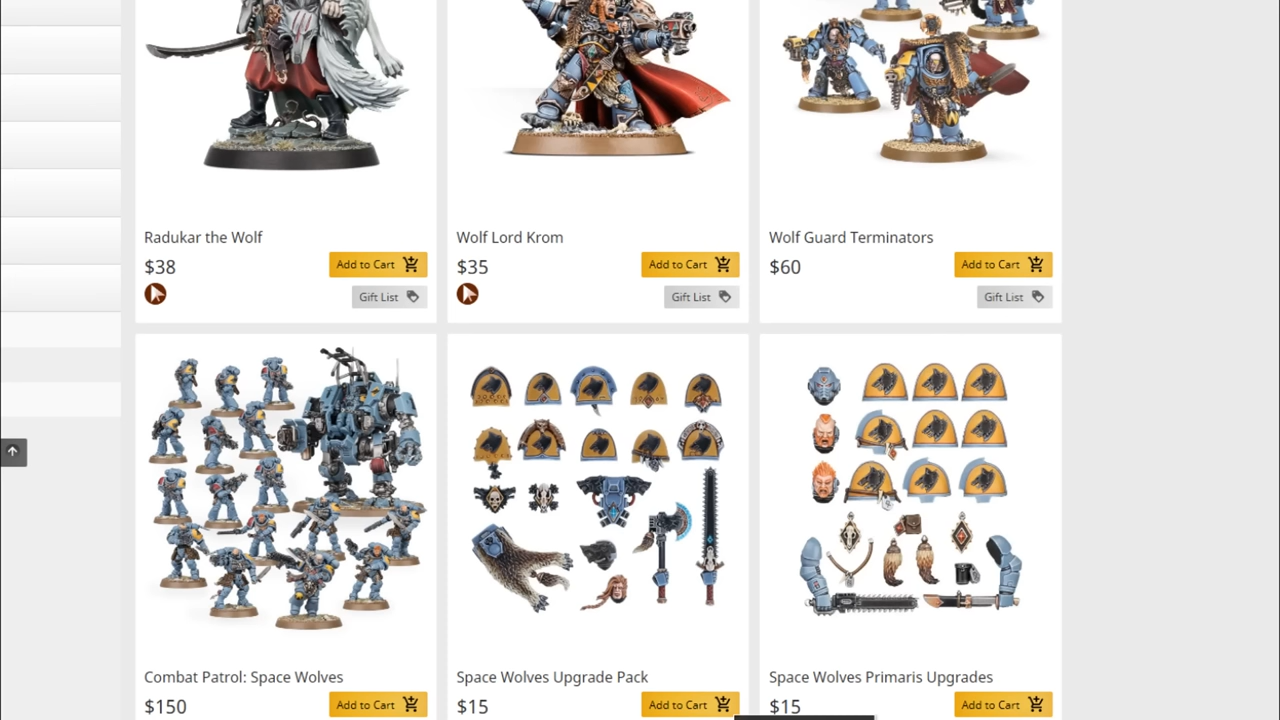 Radukar the Wolf
$38
Add to Cart
Gift List
Wolf Lord Krom
$35
Add to Cart
Gift List
Wolf Guard Terminators
$60
Add to Cart
Gift List
Combat Patrol: Space Wolves
$150
Add to Cart
Space Wolves Upgrade Pack
$15
Add to Cart
Space Wolves Primaris Upgrades
$15
Add to Cart